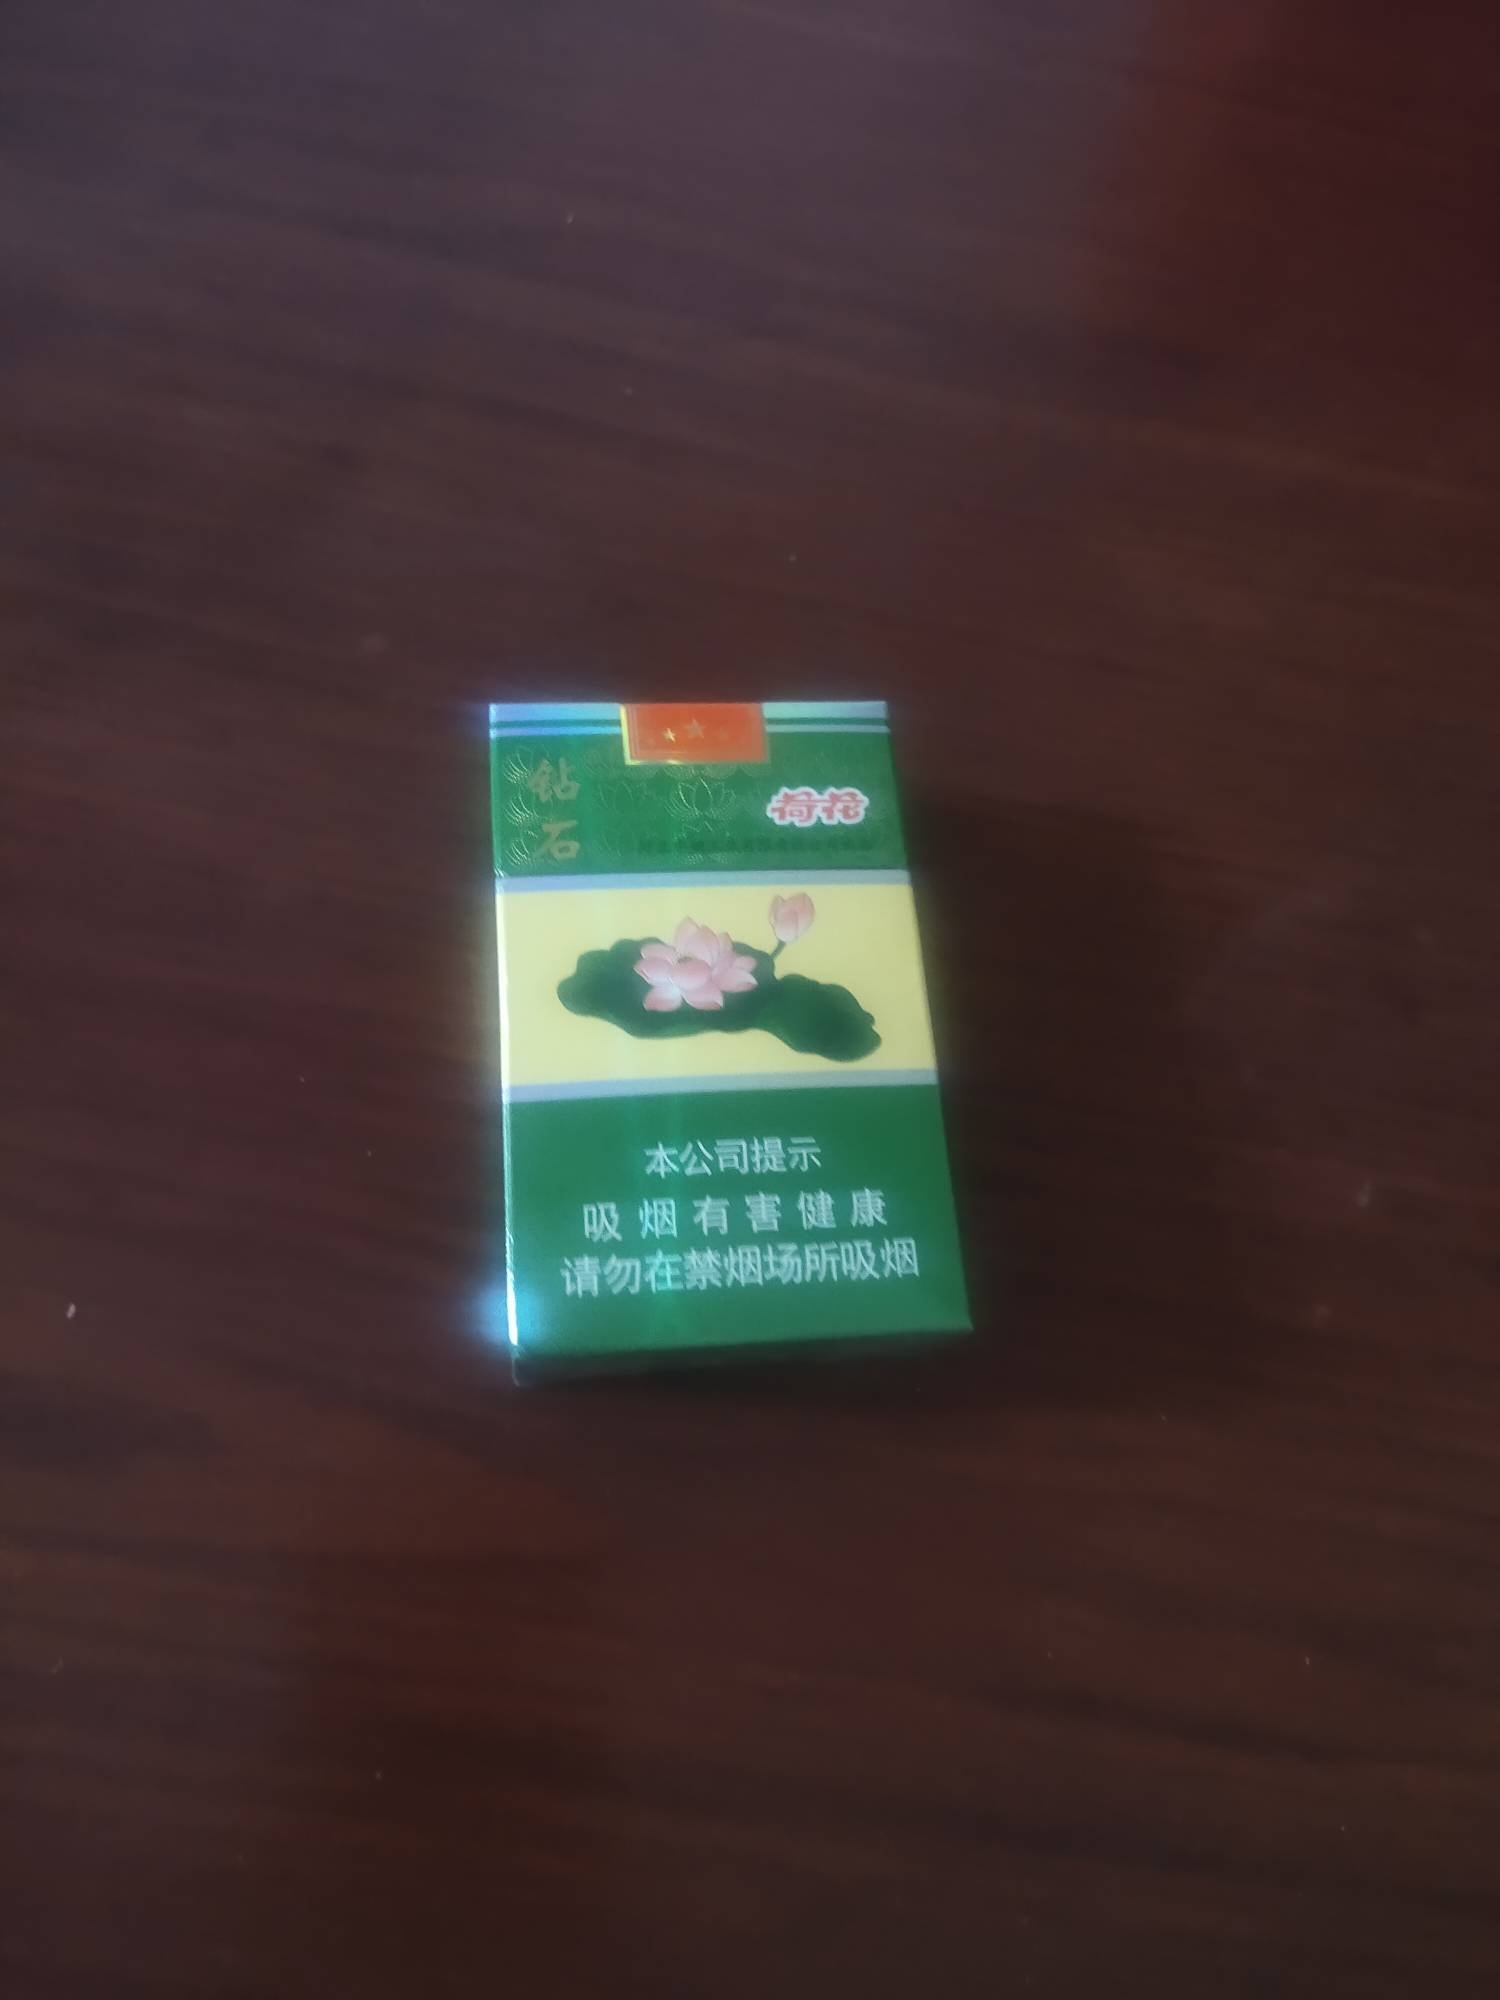 钻石
荷花
本公司提示
吸烟有害健康
请勿在禁烟场所吸烟